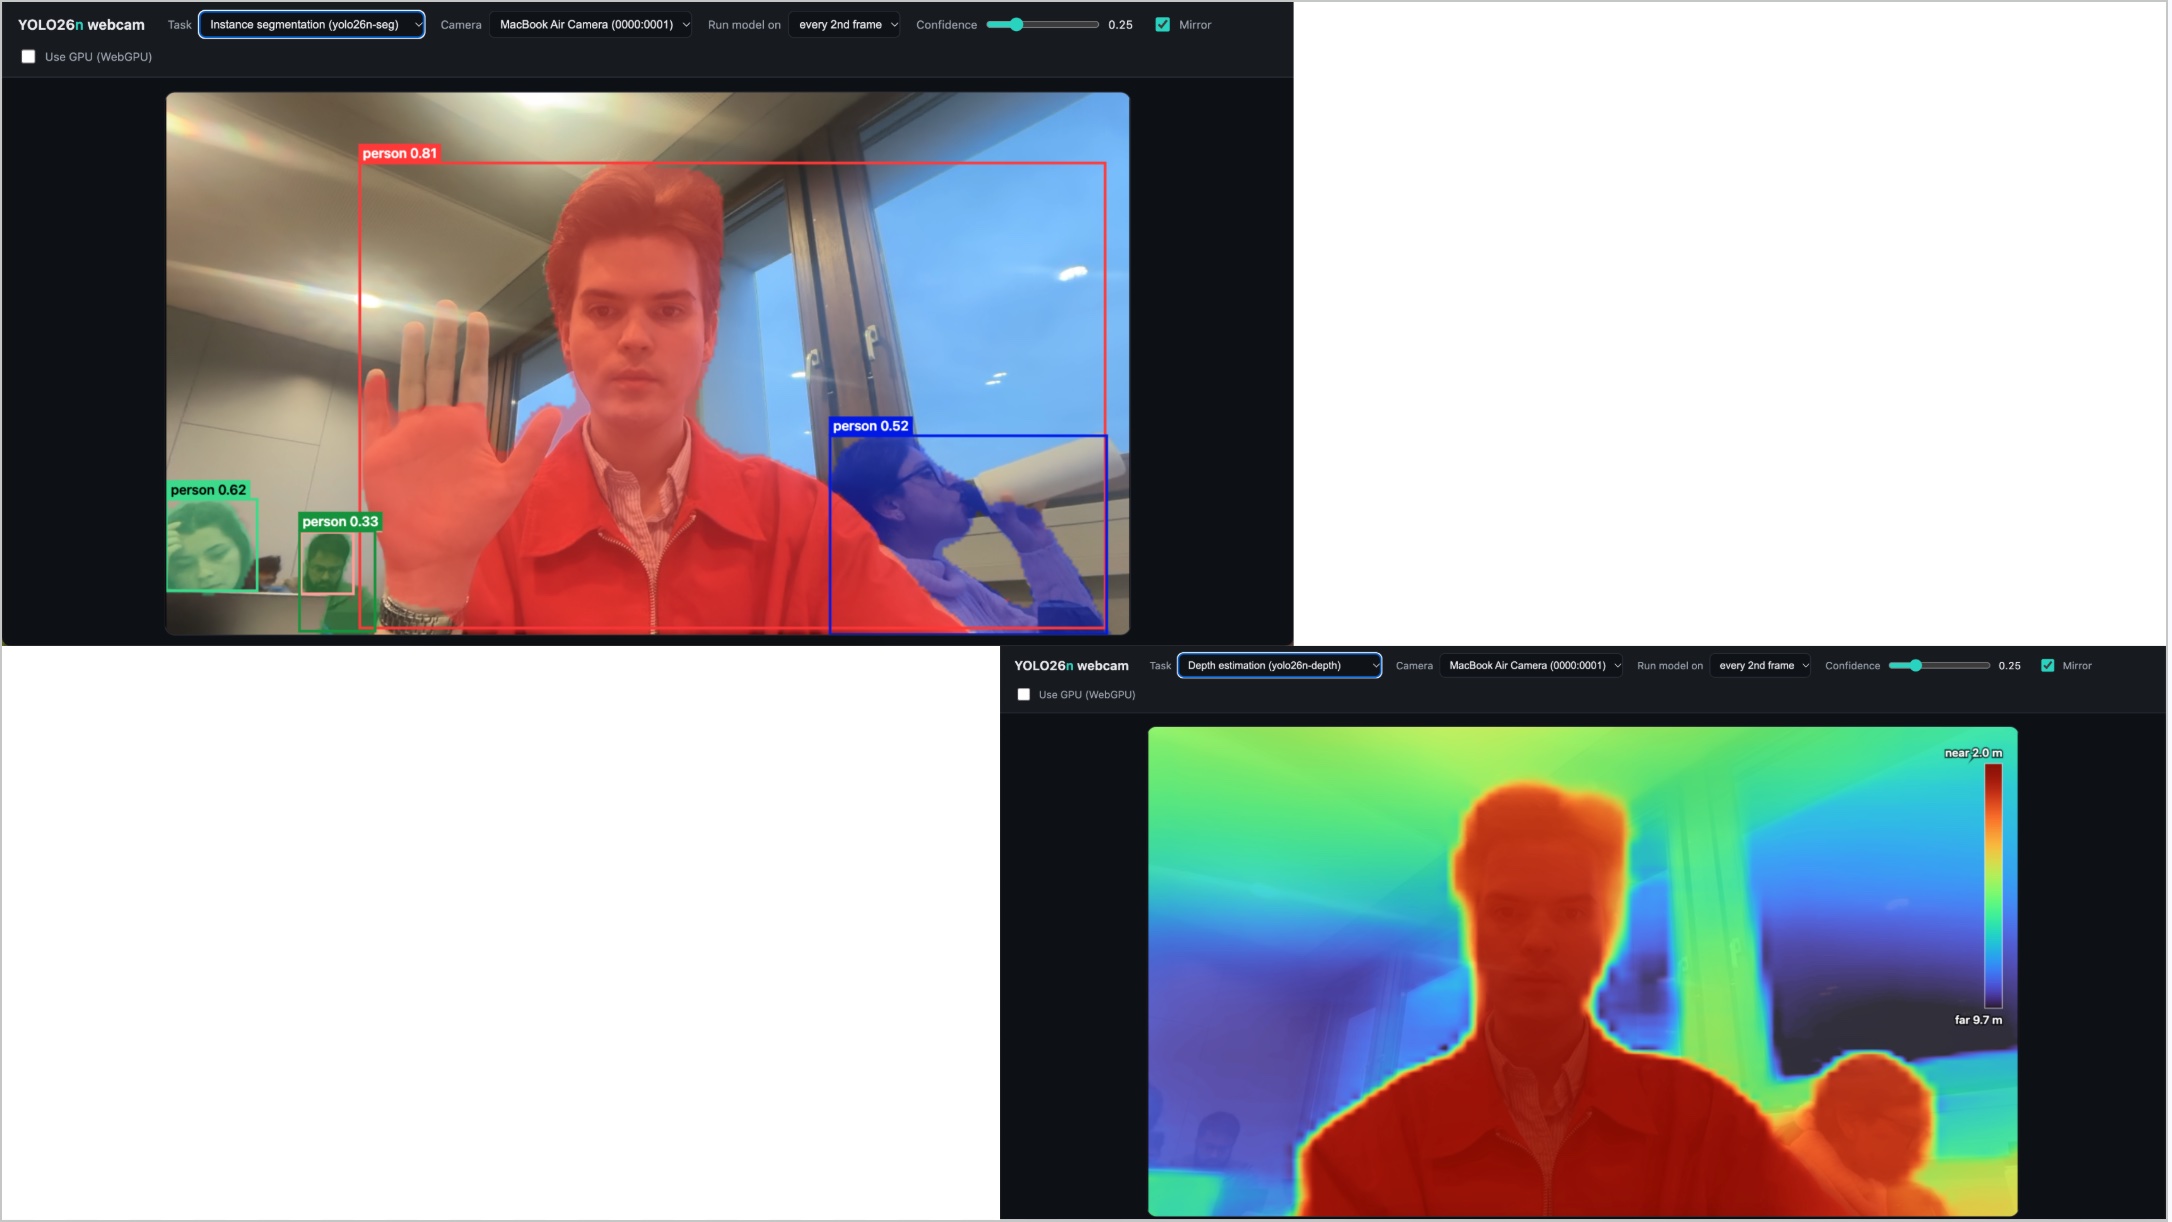 YOLO26n webcam Task Instance segmentation (yolo26n-seg) Camera MacBook Air Camera (0000:0001) Run model on every 2nd frame Confidence 0.25 Mirror
Use GPU (WebGPU)
person 0.81
person 0.52
person 0.62
person 0.33
YOLO26n webcam Task Depth estimation (yolo26n-depth) Camera MacBook Air Camera (0000:0001) Run model on every 2nd frame Confidence 0.25 Mirror
Use GPU (WebGPU)
near 2.0 m
far 9.7 m